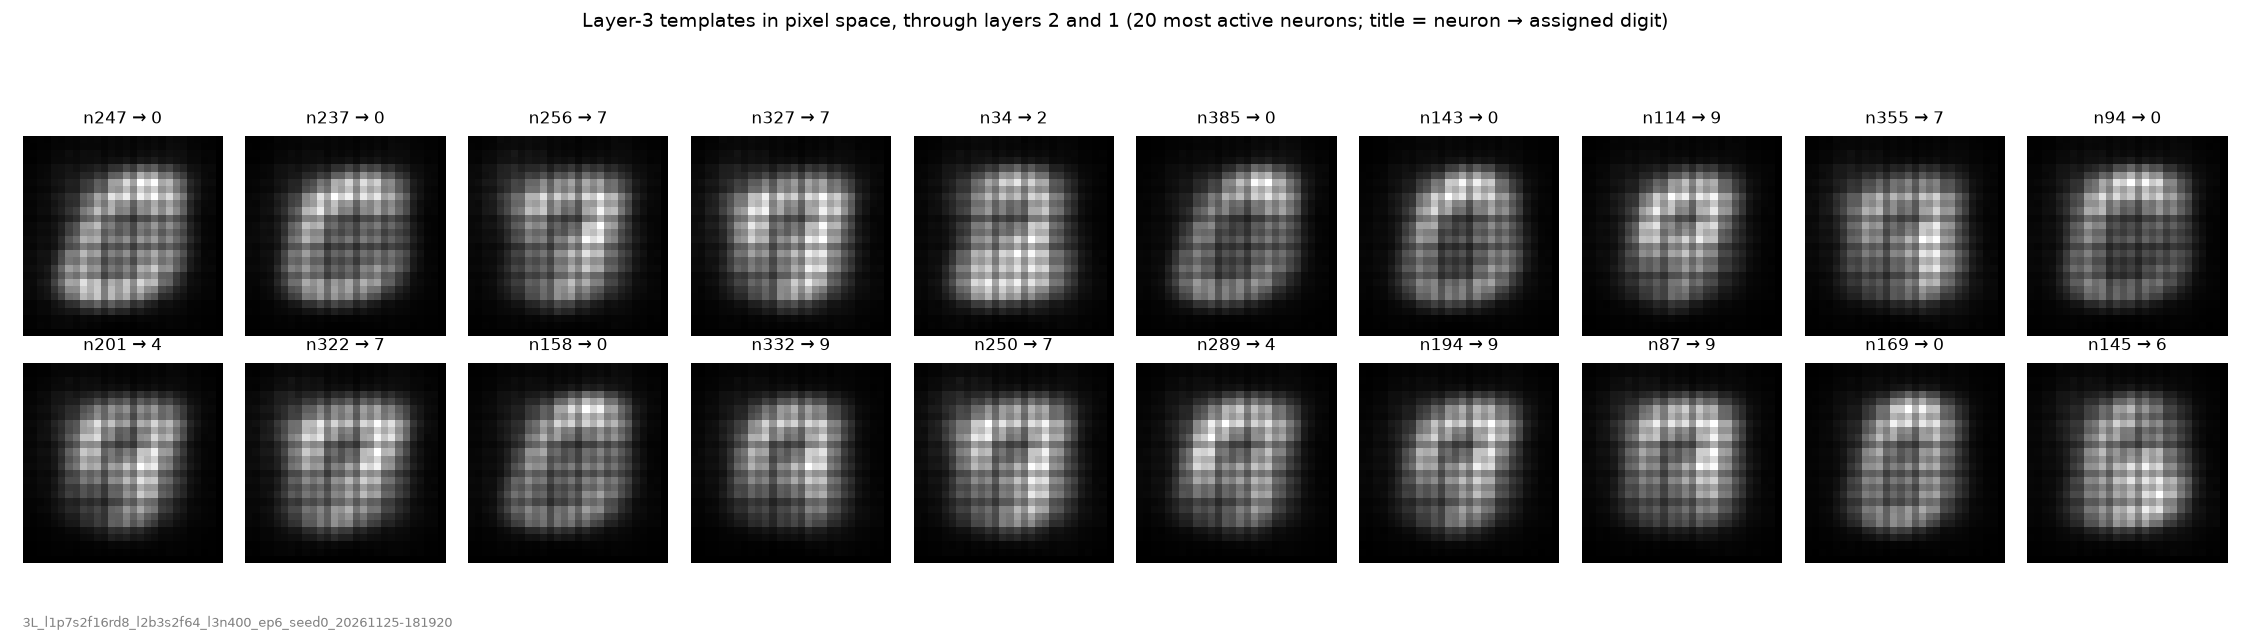 Layer-3 templates in pixel space, through layers 2 and 1 (20 most active neurons; title = neuron → assigned digit)
n247 → 0 n237 → 0 n256 → 7 n327 → 7 n34 → 2 n385 → 0 n143 → 0 n114 → 9 n355 → 7 n94 → 0
n201 → 4 n322 → 7 n158 → 0 n332 → 9 n250 → 7 n289 → 4 n194 → 9 n87 → 9 n169 → 0 n145 → 6
3L_l1p7s2f16rd8_l2b3s2f64_l3n400_ep6_seed0_20261125-181920